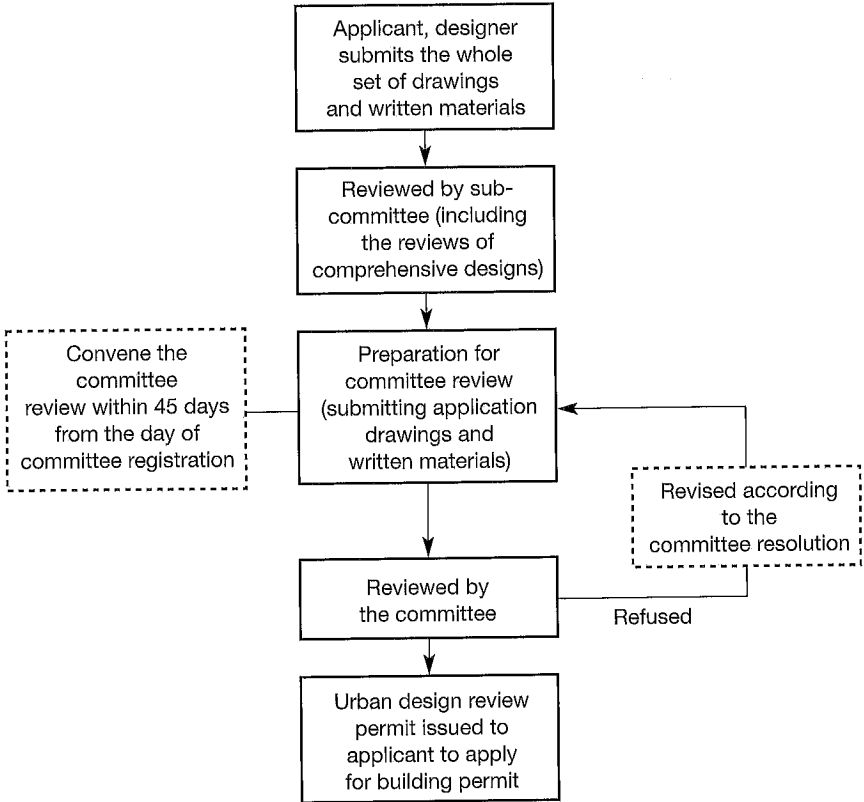 Applicant, designer
submits the whole
set of drawings
and written materials
Reviewed by sub-
committee (including
the reviews of
comprehensive designs)
Convene the
committee
review within 45 days
from the day of
committee registration
Preparation for
committee review
(submitting application
drawings and
written materials)
Revised according
to the
committee resolution
Reviewed by
the committee
Refused
Urban design review
permit issued to
applicant to apply
for building permit